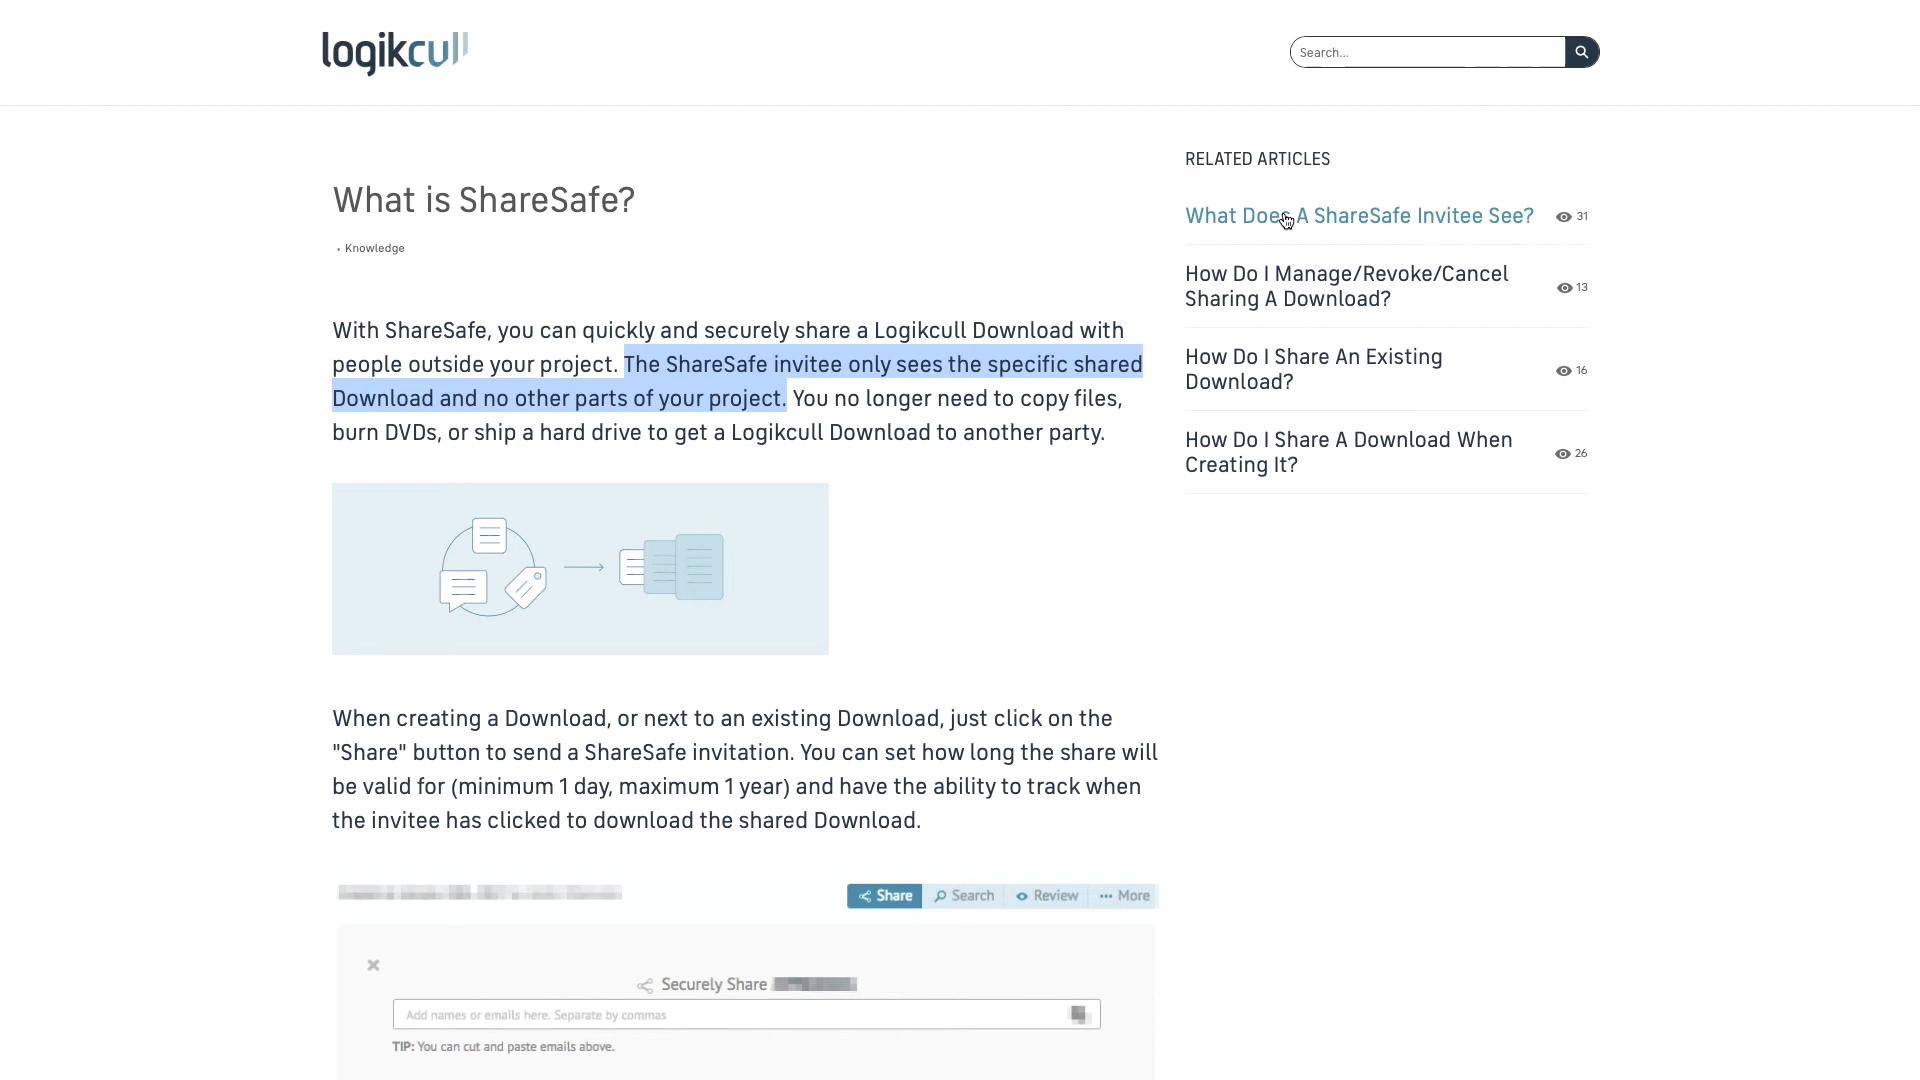 logikcull
Search...
What is ShareSafe?
• Knowledge
With ShareSafe, you can quickly and securely share a Logikcull Download with
people outside your project. The ShareSafe invitee only sees the specific shared
Download and no other parts of your project. You no longer need to copy files,
burn DVDs, or ship a hard drive to get a Logikcull Download to another party.
When creating a Download, or next to an existing Download, just click on the
"Share" button to send a ShareSafe invitation. You can set how long the share will
be valid for (minimum 1 day, maximum 1 year) and have the ability to track when
the invitee has clicked to download the shared Download.
Share Search Review ••• More
Securely Share
Add names or emails here. Separate by commas
TIP: You can cut and paste emails above.
RELATED ARTICLES
What Does A ShareSafe Invitee See? 31
How Do I Manage/Revoke/Cancel
Sharing A Download? 13
How Do I Share An Existing
Download? 16
How Do I Share A Download When
Creating It? 26